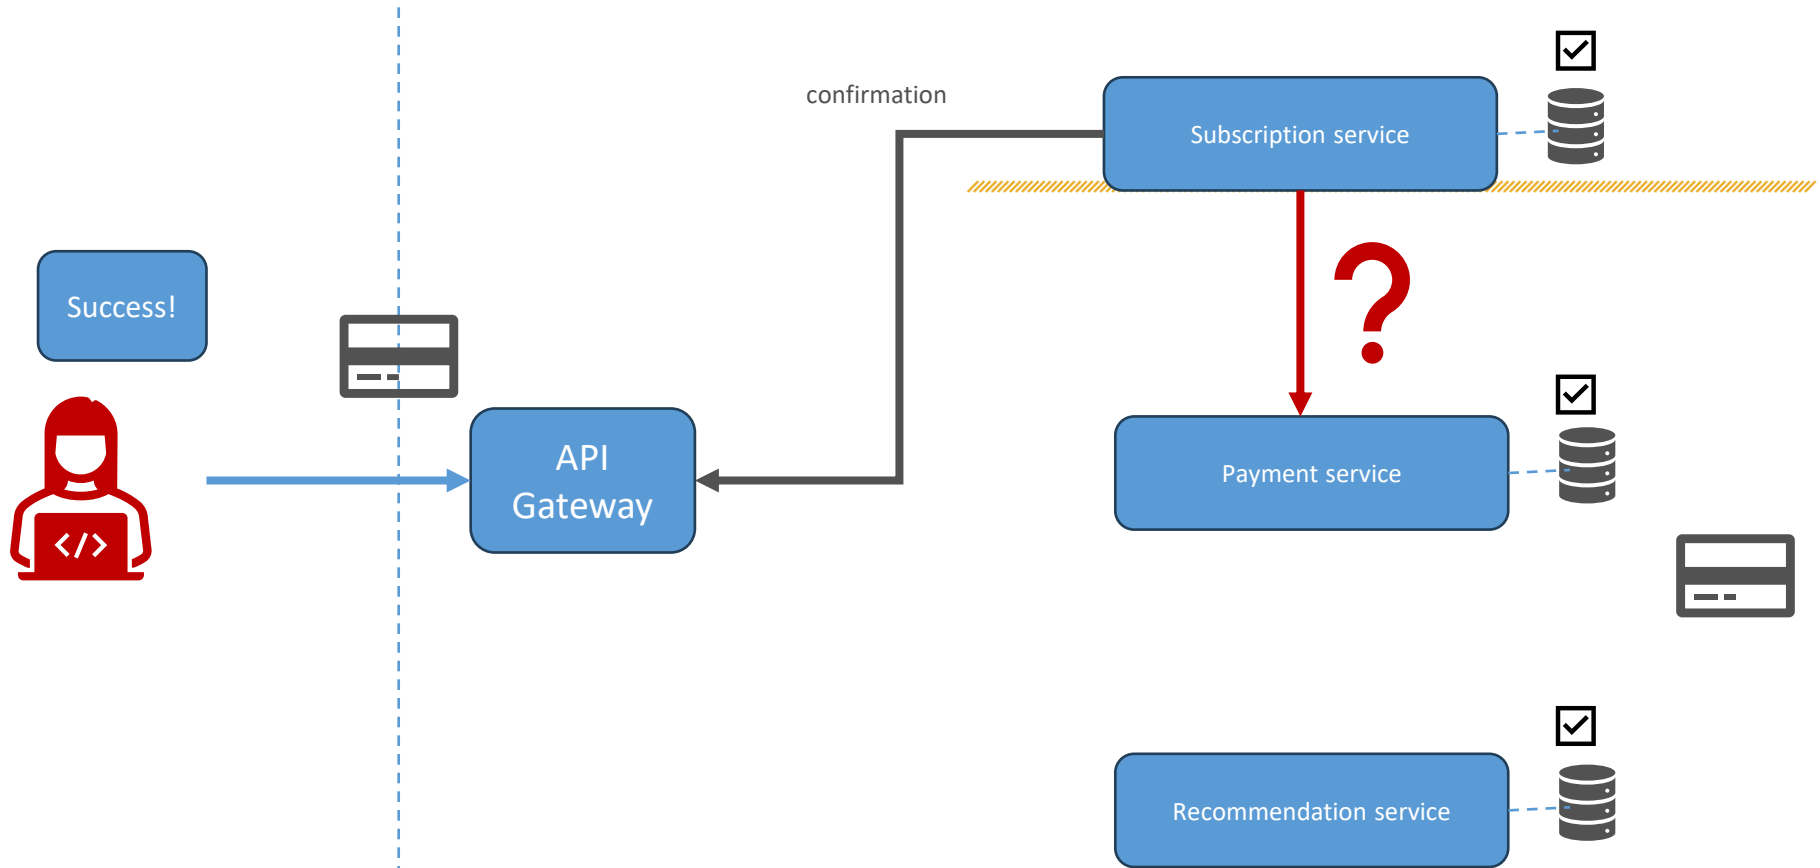 confirmation
Subscription service
Success!
API
Gateway
?
Payment service
</>
Recommendation service